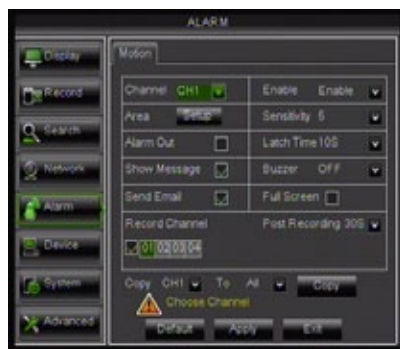 ALARM
Display
Record
Search
Network
Alarm
Device
System
Advanced
Motion
Channel CH1 Enable Enable
Area Setup Sensitivity 5
Alarm Out Latch Time 10S
Show Message Buzzer OFF
Send Email Full Screen
Record Channel Post Recording 30S
01 02 03 04
Copy CH1 To All Copy
Choose Channel
Default Apply Exit